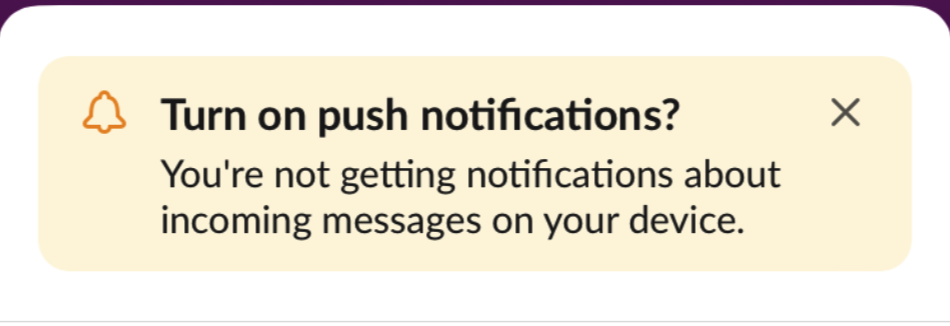 Turn on push notifications?
You're not getting notifications about
incoming messages on your device.